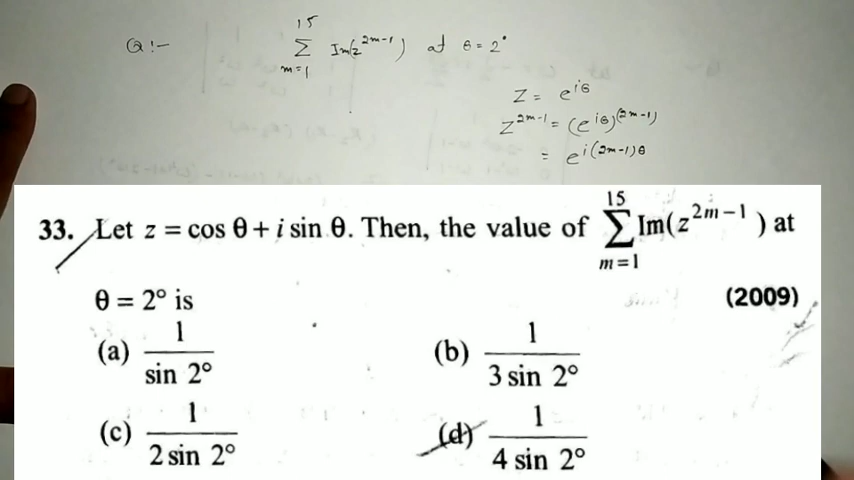 Q:- 15
∑ Im(z^{2m-1}) at θ = 2°
m=1
z = e^{iθ}
z^{2m-1} = (e^{iθ})^{(2m-1)}
= e^{i(2m-1)θ}
15
33. Let z = cos θ + i sin θ. Then, the value of ∑ Im(z^{2m-1}) at
m=1
θ = 2° is (2009)
(a) 1/sin 2° (b) 1/3 sin 2°
(c) 1/2 sin 2° (d) 1/4 sin 2°